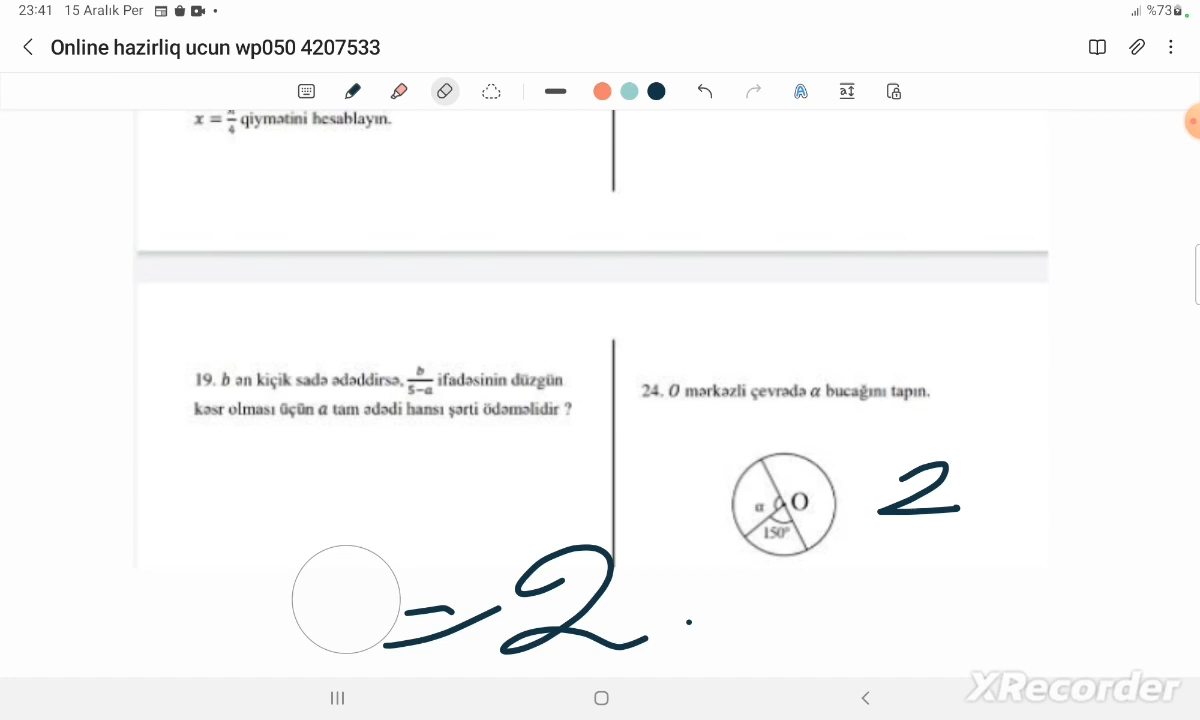 23:41 15 Aralık Per
%73
Online hazirliq ucun wp050 4207533
x = π/4 qiymətini hesablayın.
19. b ən kiçik sadə ədəddirsə, b/(5−a) ifadəsinin düzgün
kəsr olması üçün a tam ədədi hansı şərti ödəməlidir ?
24. O mərkəzli çevrədə α bucağını tapın.
α O
150°
2
= 2 .
XRecorder